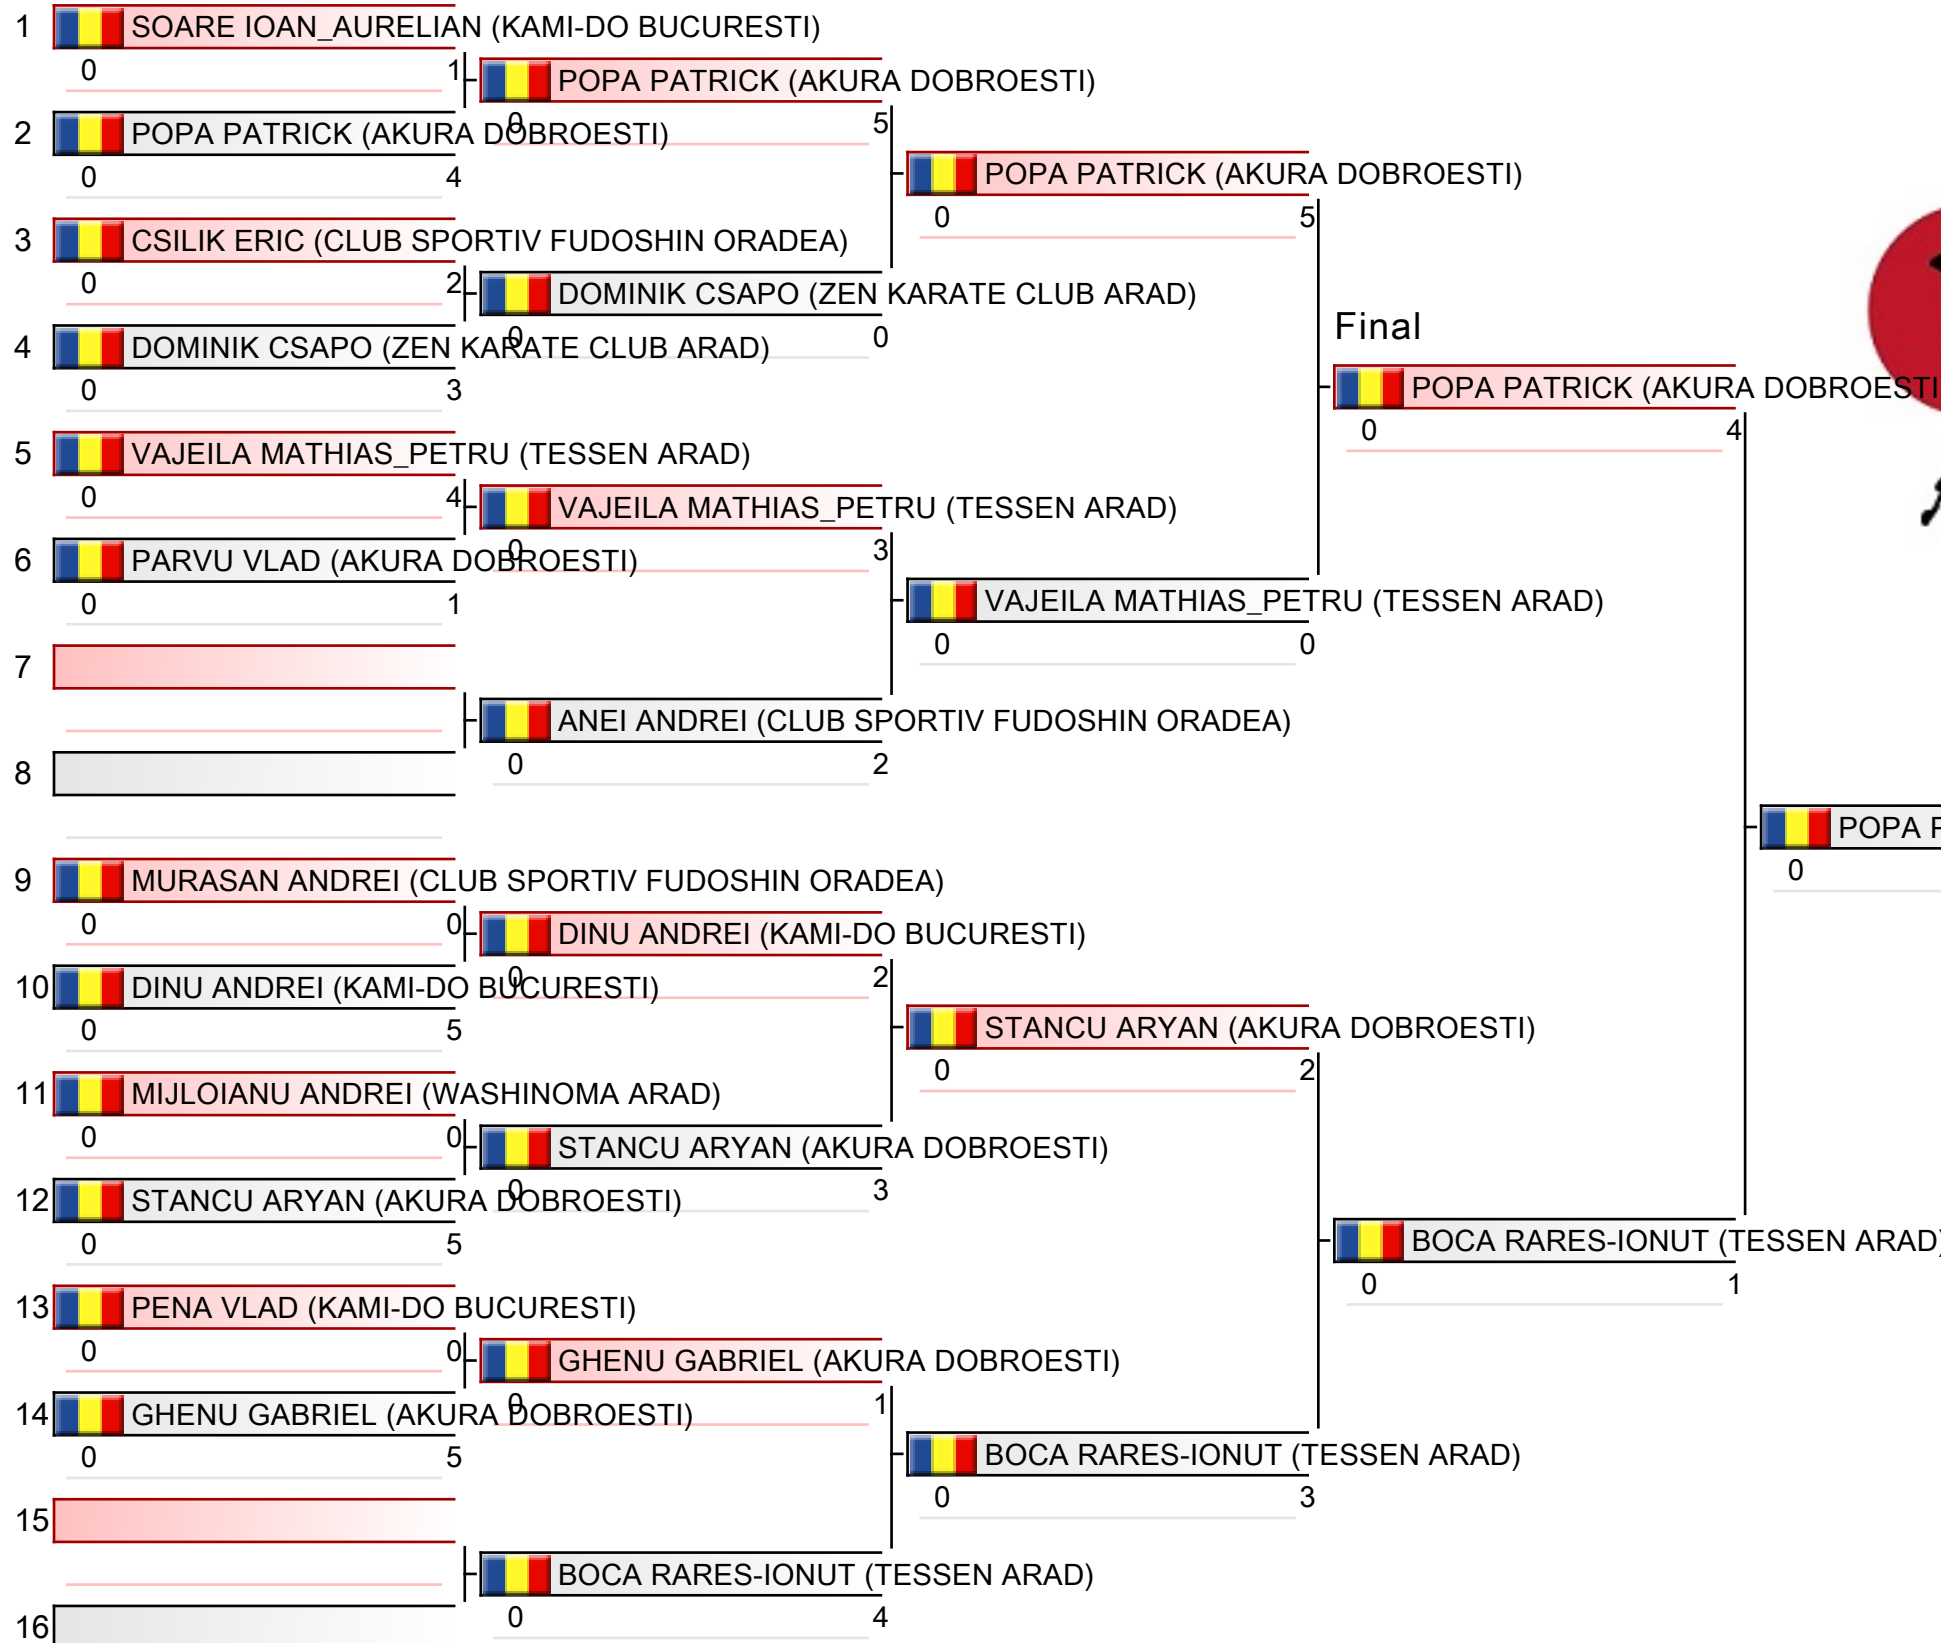 1 SOARE IOAN_AURELIAN (KAMI-DO BUCURESTI)
0 1
2 POPA PATRICK (AKURA DOBROESTI)
0 4
3 CSILIK ERIC (CLUB SPORTIV FUDOSHIN ORADEA)
0 2
4 DOMINIK CSAPO (ZEN KARATE CLUB ARAD)
0 3
5 VAJEILA MATHIAS_PETRU (TESSEN ARAD)
0 4
6 PARVU VLAD (AKURA DOBROESTI)
0 1
7
8
9 MURASAN ANDREI (CLUB SPORTIV FUDOSHIN ORADEA)
0 0
10 DINU ANDREI (KAMI-DO BUCURESTI)
0 5
11 MIJLOIANU ANDREI (WASHINOMA ARAD)
0 0
12 STANCU ARYAN (AKURA DOBROESTI)
0 5
13 PENA VLAD (KAMI-DO BUCURESTI)
0 0
14 GHENU GABRIEL (AKURA DOBROESTI)
0 5
15
16
POPA PATRICK (AKURA DOBROESTI)
0 5
DOMINIK CSAPO (ZEN KARATE CLUB ARAD)
0 0
VAJEILA MATHIAS_PETRU (TESSEN ARAD)
0 3
ANEI ANDREI (CLUB SPORTIV FUDOSHIN ORADEA)
0 2
DINU ANDREI (KAMI-DO BUCURESTI)
0 2
STANCU ARYAN (AKURA DOBROESTI)
0 3
GHENU GABRIEL (AKURA DOBROESTI)
0 1
BOCA RARES-IONUT (TESSEN ARAD)
0 4
POPA PATRICK (AKURA DOBROESTI)
0 5
VAJEILA MATHIAS_PETRU (TESSEN ARAD)
0 0
STANCU ARYAN (AKURA DOBROESTI)
0 2
BOCA RARES-IONUT (TESSEN ARAD)
0 3
Final
POPA PATRICK (AKURA DOBROESTI
0 4
BOCA RARES-IONUT (TESSEN ARAD)
0 1
POPA
0